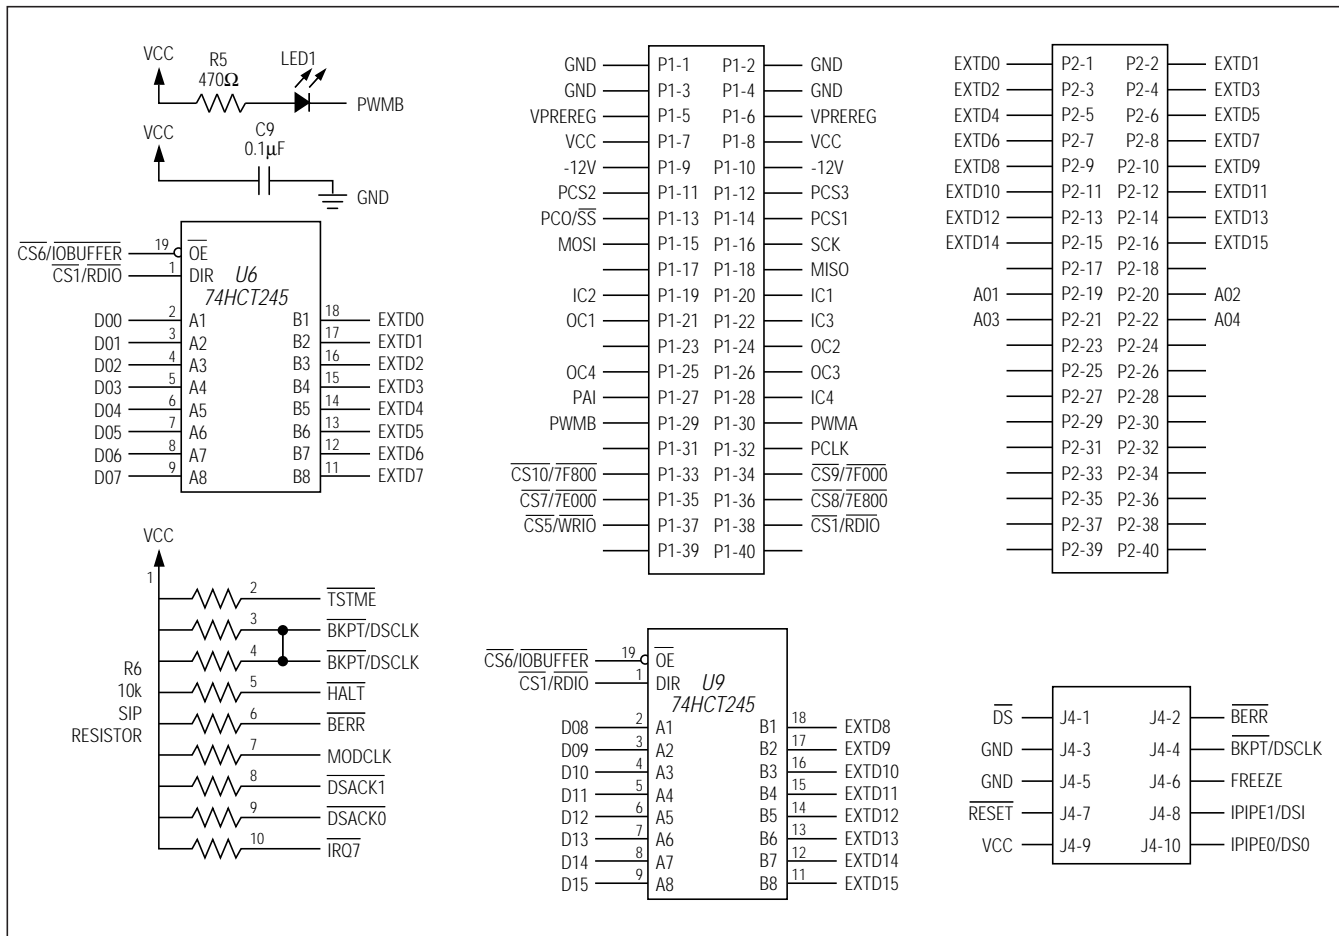 VCC
R5
470Ω
LED1
PWMB
VCC
C9
0.1μF
GND
CS6/IOBUFFER 19 OE
CS1/RDIO 1 DIR
U6
74HCT245
D00 2 A1 B1 18 EXTD0
D01 3 A2 B2 17 EXTD1
D02 4 A3 B3 16 EXTD2
D03 5 A4 B4 15 EXTD3
D04 6 A5 B5 14 EXTD4
D05 7 A6 B6 13 EXTD5
D06 8 A7 B7 12 EXTD6
D07 9 A8 B8 11 EXTD7
VCC
1
R6
10k
SIP
RESISTOR
2 TSTME
3 BKPT/DSCLK
4 BKPT/DSCLK
5 HALT
6 BERR
7 MODCLK
8 DSACK1
9 DSACK0
10 IRQ7
GND P1-1 P1-2 GND
GND P1-3 P1-4 GND
VPREREG P1-5 P1-6 VPREREG
VCC P1-7 P1-8 VCC
-12V P1-9 P1-10 -12V
PCS2 P1-11 P1-12 PCS3
PCO/SS P1-13 P1-14 PCS1
MOSI P1-15 P1-16 SCK
P1-17 P1-18 MISO
IC2 P1-19 P1-20 IC1
OC1 P1-21 P1-22 IC3
P1-23 P1-24 OC2
OC4 P1-25 P1-26 OC3
PAI P1-27 P1-28 IC4
PWMB P1-29 P1-30 PWMA
P1-31 P1-32 PCLK
CS10/7F800 P1-33 P1-34 CS9/7F000
CS7/7E000 P1-35 P1-36 CS8/7E800
CS5/WRIO P1-37 P1-38 CS1/RDIO
P1-39 P1-40
CS6/IOBUFFER 19 OE
CS1/RDIO 1 DIR
U9
74HCT245
D08 2 A1 B1 18 EXTD8
D09 3 A2 B2 17 EXTD9
D10 4 A3 B3 16 EXTD10
D11 5 A4 B4 15 EXTD11
D12 6 A5 B5 14 EXTD12
D13 7 A6 B6 13 EXTD13
D14 8 A7 B7 12 EXTD14
D15 9 A8 B8 11 EXTD15
EXTD0 P2-1 P2-2 EXTD1
EXTD2 P2-3 P2-4 EXTD3
EXTD4 P2-5 P2-6 EXTD5
EXTD6 P2-7 P2-8 EXTD7
EXTD8 P2-9 P2-10 EXTD9
EXTD10 P2-11 P2-12 EXTD11
EXTD12 P2-13 P2-14 EXTD13
EXTD14 P2-15 P2-16 EXTD15
P2-17 P2-18
A01 P2-19 P2-20 A02
A03 P2-21 P2-22 A04
P2-23 P2-24
P2-25 P2-26
P2-27 P2-28
P2-29 P2-30
P2-31 P2-32
P2-33 P2-34
P2-35 P2-36
P2-37 P2-38
P2-39 P2-40
DS J4-1 J4-2 BERR
GND J4-3 J4-4 BKPT/DSCLK
GND J4-5 J4-6 FREEZE
RESET J4-7 J4-8 IPIPE1/DSI
VCC J4-9 J4-10 IPIPE0/DS0